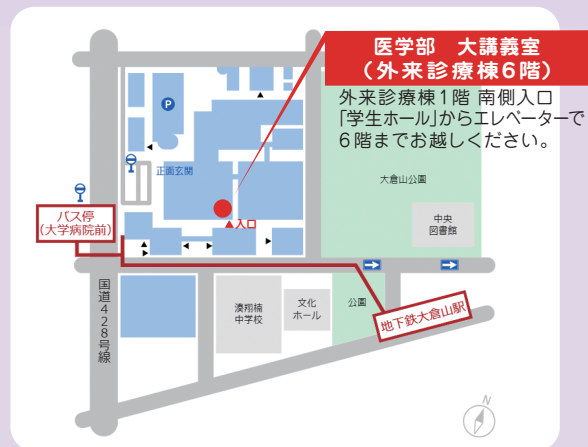 医学部 大講義室
（外来診療棟6階）
外来診療棟1階 南側入口
「学生ホール」からエレベーターで
6階までお越しください。
P
正面玄関
大倉山公園
中央
図書館
入口
バス停
（大学病院前）
国道428号線
湊翔楠
中学校
文化
ホール
公園
地下鉄大倉山駅
N